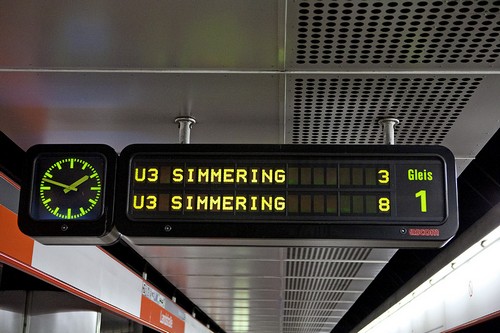 U3 SIMMERING 3
U3 SIMMERING 8
Gleis
1